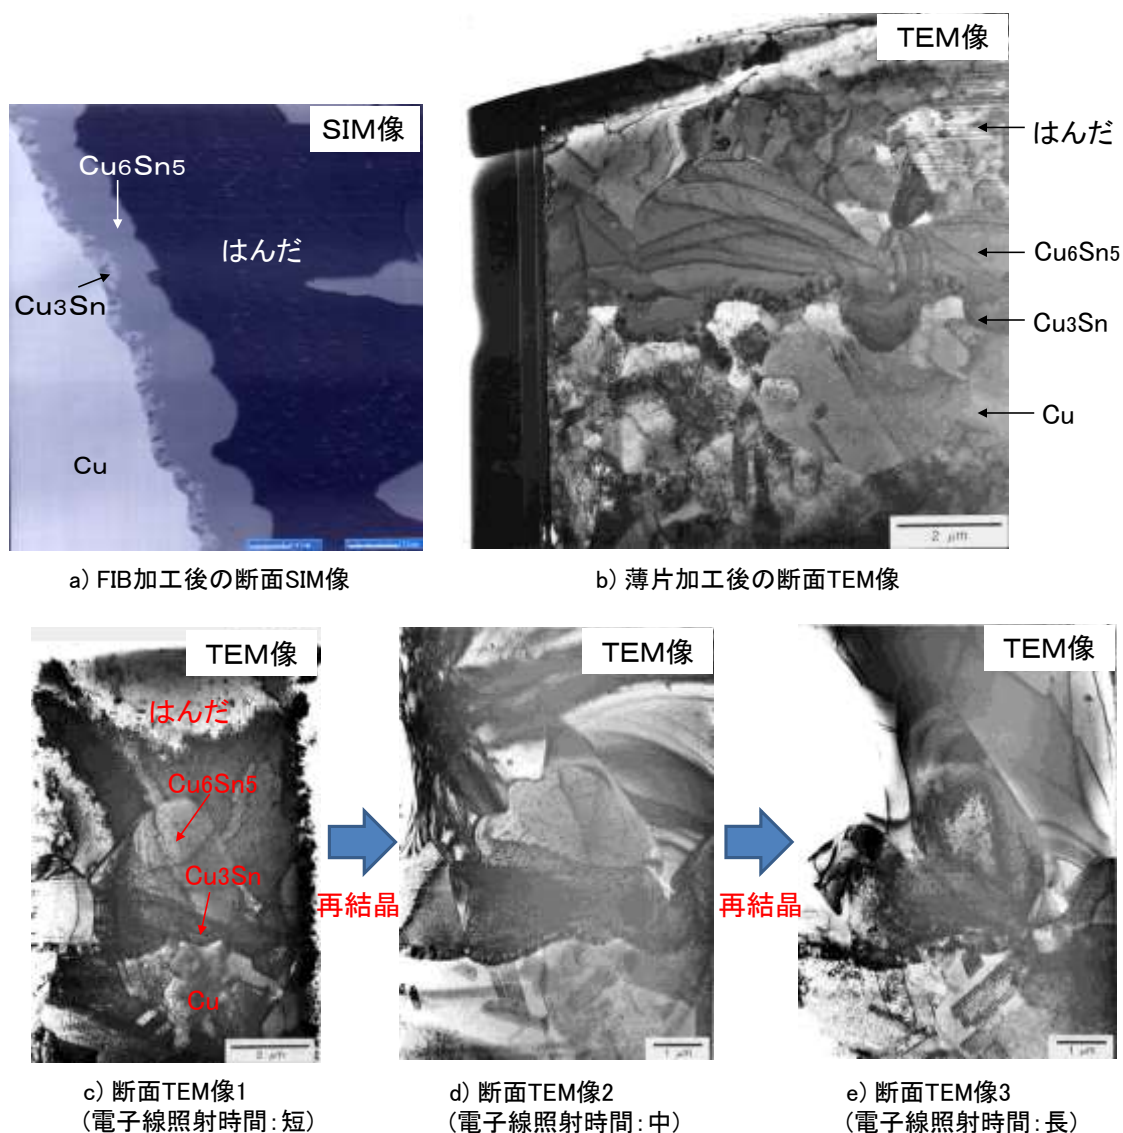 SIM像
Cu6Sn5
はんだ
Cu3Sn
Cu
a) FIB加工後の断面SIM像
TEM像
はんだ
Cu6Sn5
Cu3Sn
Cu
2 μm
b) 薄片加工後の断面TEM像
TEM像
はんだ
Cu6Sn5
Cu3Sn
Cu
2 μm
c) 断面TEM像1
(電子線照射時間:短)
再結晶
TEM像
1 μm
d) 断面TEM像2
(電子線照射時間:中)
再結晶
TEM像
1 μm
e) 断面TEM像3
(電子線照射時間:長)